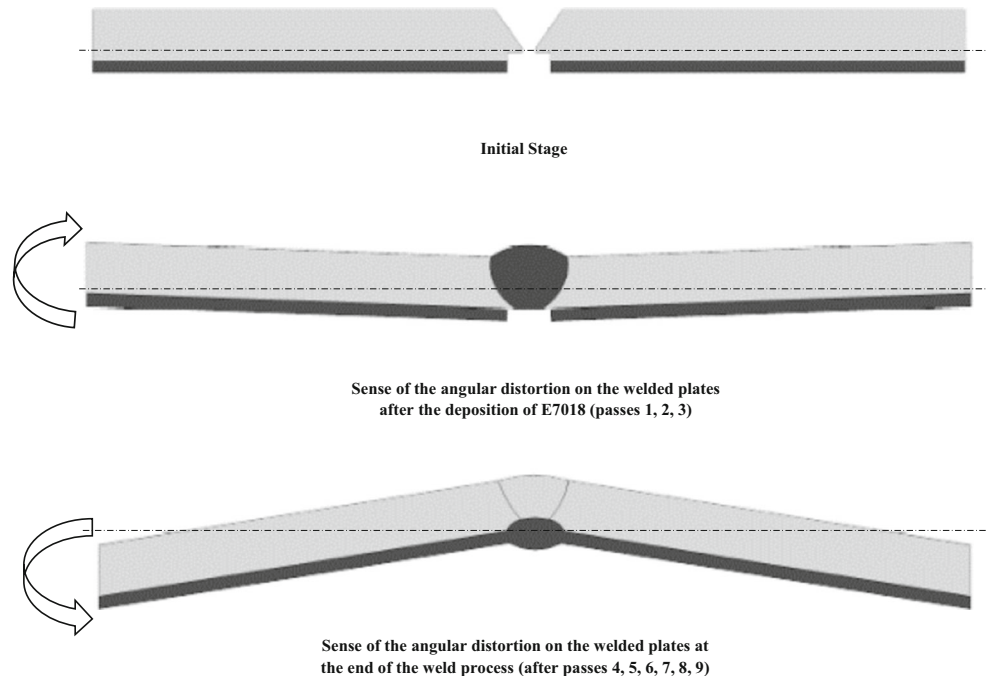 Initial Stage
Sense of the angular distortion on the welded plates
after the deposition of E7018 (passes 1, 2, 3)
Sense of the angular distortion on the welded plates at
the end of the weld process (after passes 4, 5, 6, 7, 8, 9)